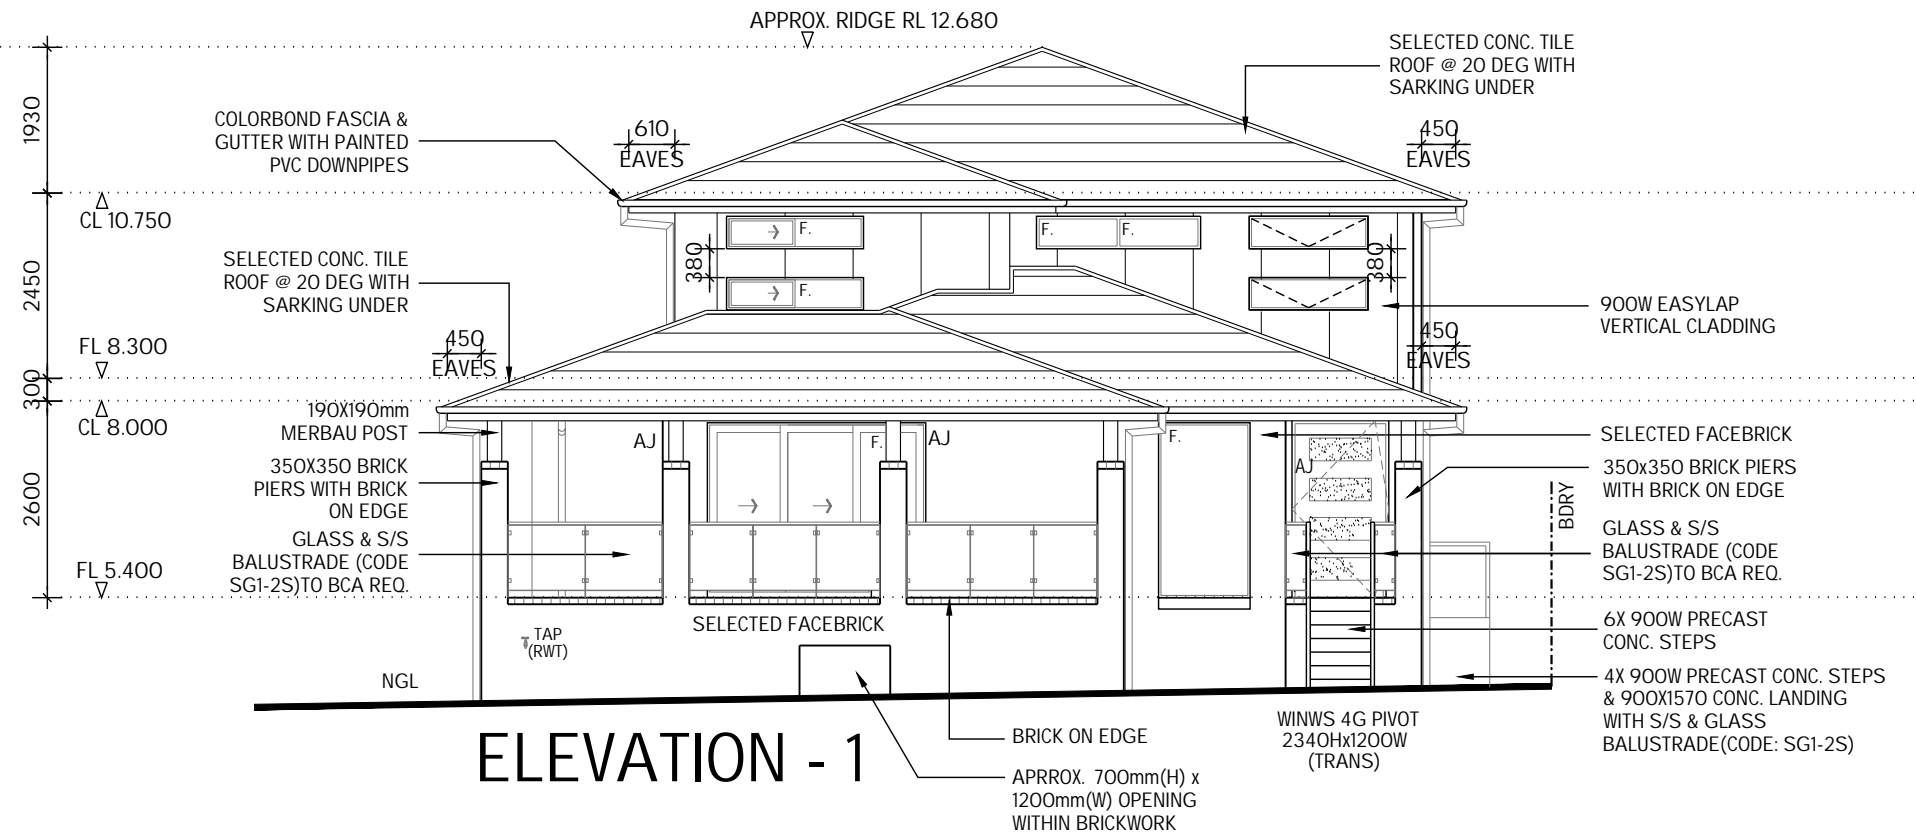 APPROX. RIDGE RL 12.680
SELECTED CONC. TILE
ROOF @ 20 DEG WITH
SARKING UNDER
1930
COLORBOND FASCIA &
GUTTER WITH PAINTED
PVC DOWNPIPES
610
EAVES
450
EAVES
CL 10.750
F.
F.
F.
380
380
SELECTED CONC. TILE
ROOF @ 20 DEG WITH
SARKING UNDER
2450
F.
900W EASYLAP
VERTICAL CLADDING
450
EAVES
450
EAVES
FL 8.300
300
CL 8.000
190X190mm
MERBAU POST
AJ
F.
AJ
F.
SELECTED FACEBRICK
350X350 BRICK
PIERS WITH BRICK
ON EDGE
AJ
350x350 BRICK PIERS
WITH BRICK ON EDGE
2600
BDRY
GLASS & S/S
BALUSTRADE (CODE
SG1-2S)TO BCA REQ.
GLASS & S/S
BALUSTRADE (CODE
SG1-2S)TO BCA REQ.
FL 5.400
SELECTED FACEBRICK
TAP
(RWT)
6X 900W PRECAST
CONC. STEPS
NGL
4X 900W PRECAST CONC. STEPS
& 900X1570 CONC. LANDING
WITH S/S & GLASS
BALUSTRADE(CODE: SG1-2S)
WINWS 4G PIVOT
2340Hx1200W
(TRANS)
ELEVATION - 1
BRICK ON EDGE
APRROX. 700mm(H) x
1200mm(W) OPENING
WITHIN BRICKWORK